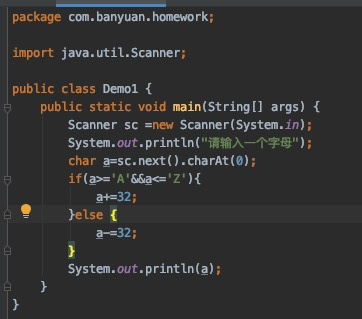 package com.banyuan.homework;
import java.util.Scanner;
public class Demo1 {
public static void main(String[] args) {
Scanner sc =new Scanner(System.in);
System.out.println("请输入一个字母");
char a=sc.next().charAt(0);
if(a>='A'&&a<='Z'){
a+=32;
}else {
a-=32;
}
System.out.println(a);
}
}